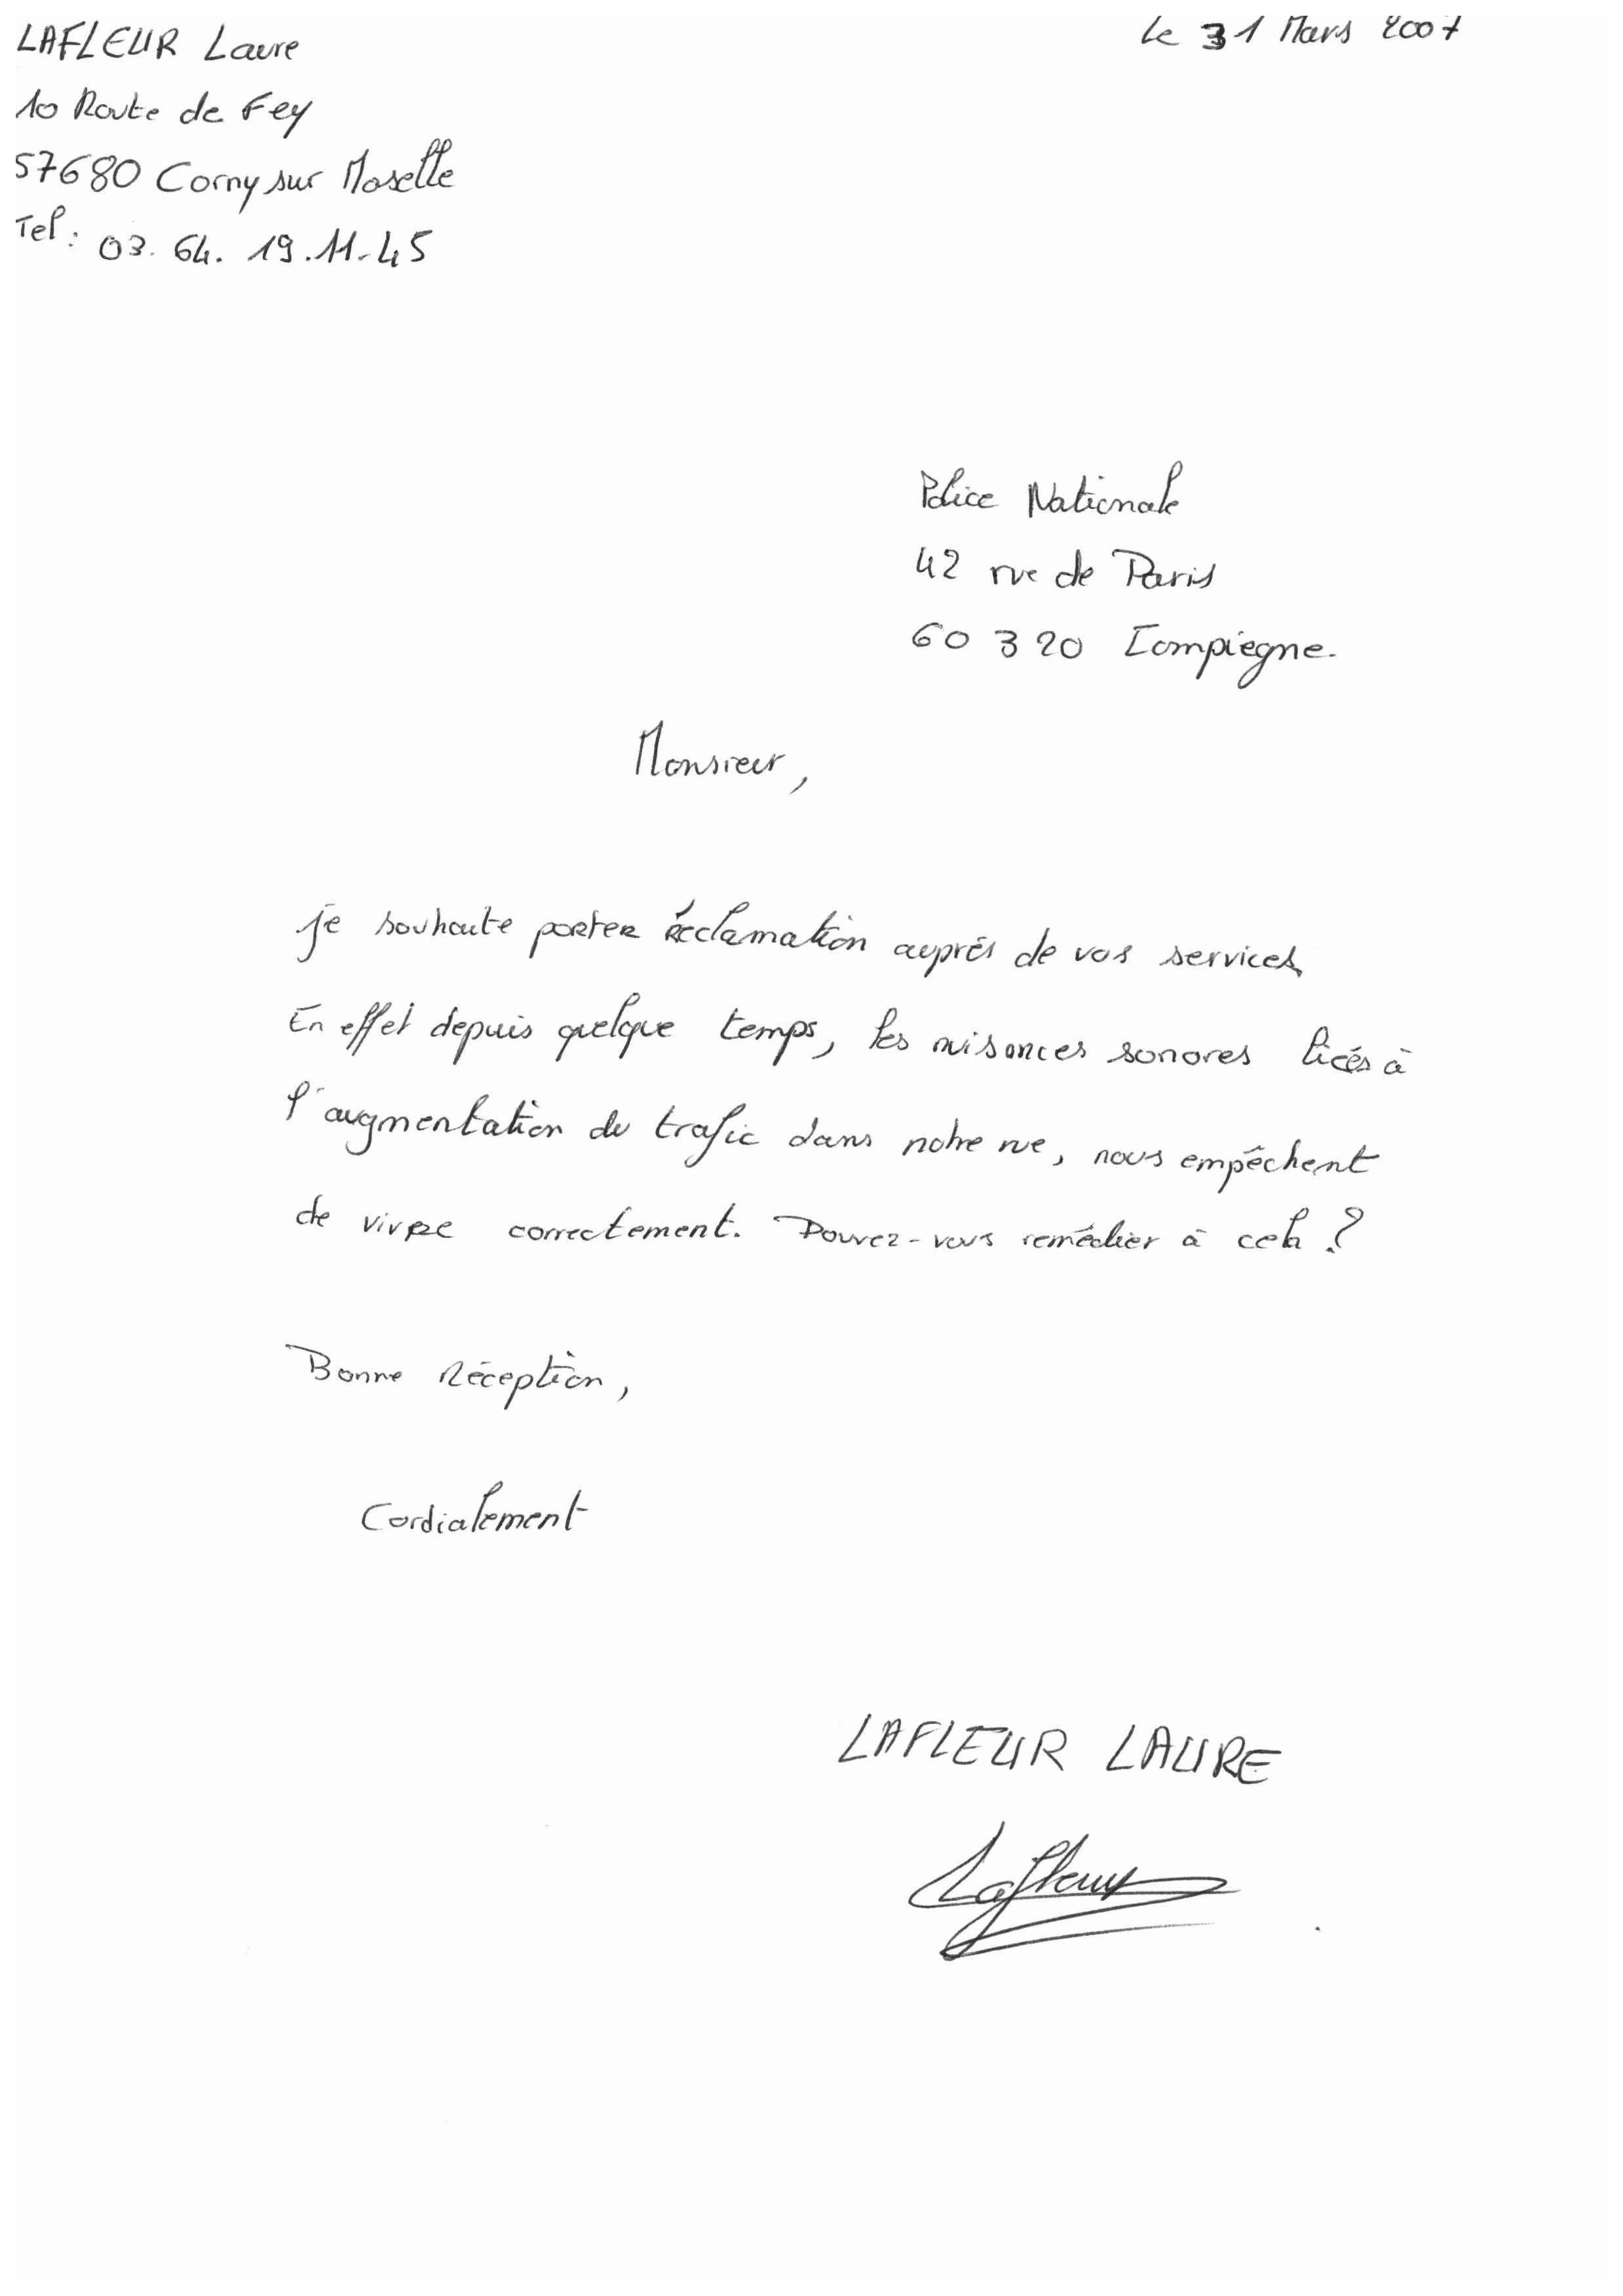 LAFLEUR Laure
Le 31 Mars 2007
10 Route de Fey
57680 Corny sur Moselle
Tel : 03. 64. 19.11.45
Police Nationale
42 rue de Paris
60 320 Compiegne.
Monsieur,
je souhaite porter réclamation auprès de vos services
En effet depuis quelque temps, les nuisances sonores liées à
l'augmentation du trafic dans notre rue, nous empêchent
de vivre correctement. Pouvez-vous remédier à cela ?
Bonne Réception,
Cordialement
LAFLEUR LAURE
Lafleur